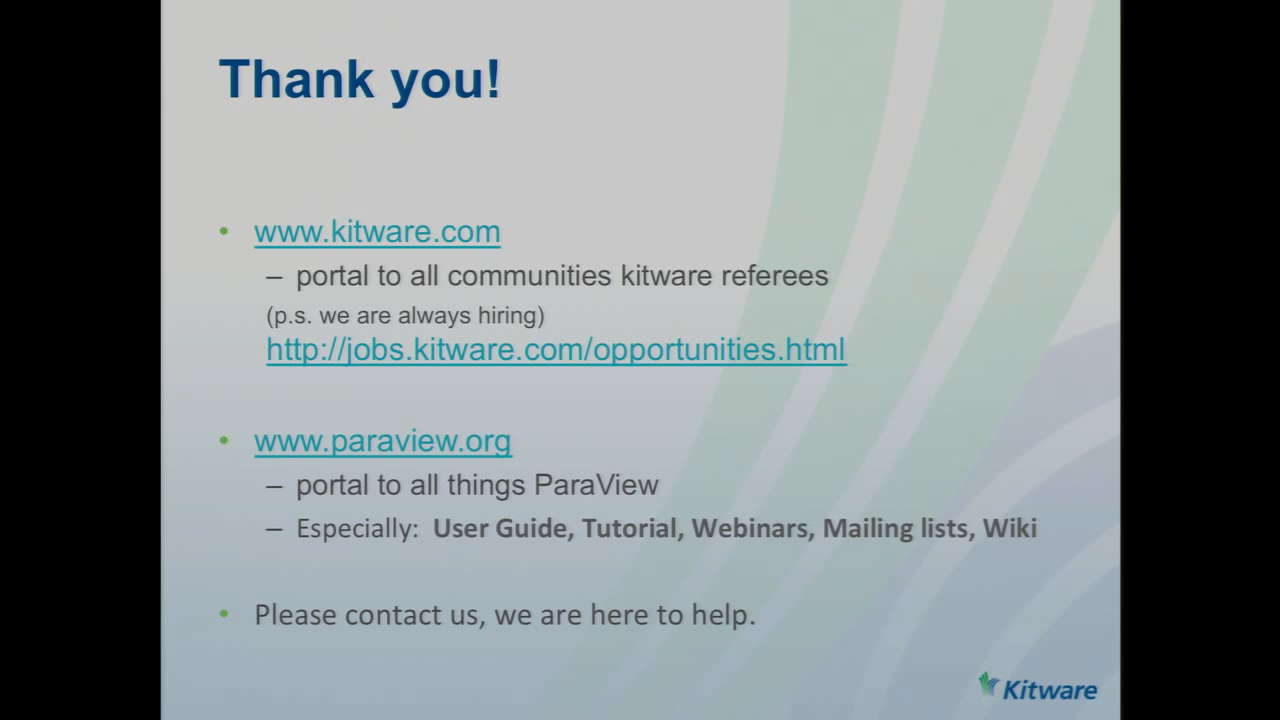 Thank you!
• www.kitware.com
– portal to all communities kitware referees
(p.s. we are always hiring)
http://jobs.kitware.com/opportunities.html
• www.paraview.org
– portal to all things ParaView
– Especially: User Guide, Tutorial, Webinars, Mailing lists, Wiki
• Please contact us, we are here to help.
Kitware